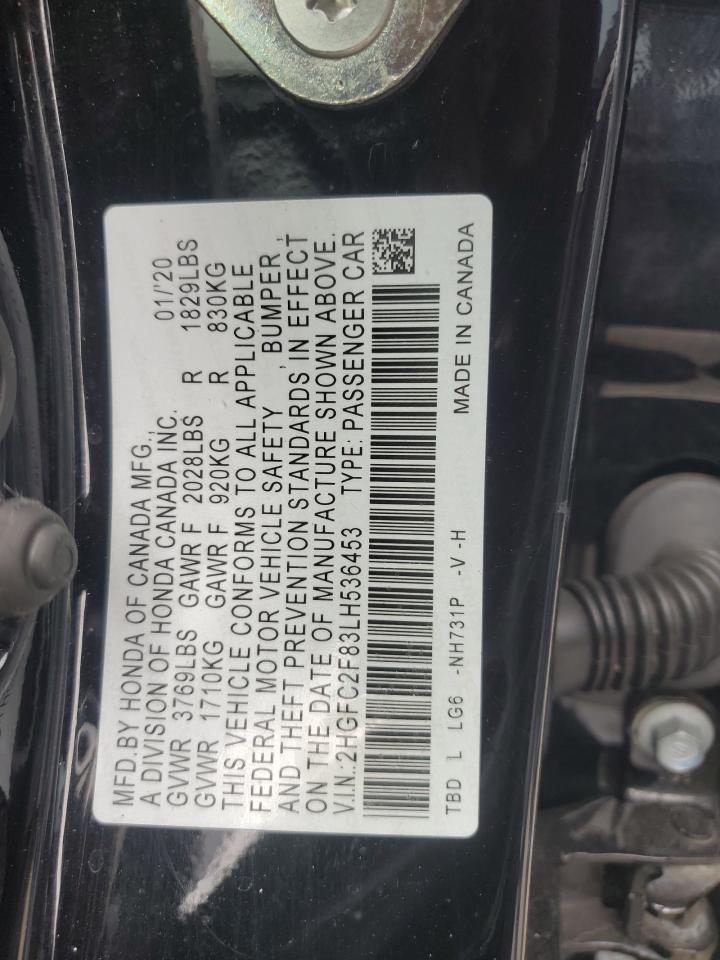 MFD.BY HONDA OF CANADA MFG.,
A DIVISION OF HONDA CANADA INC. 01/'20
GVWR 3769LBS GAWR F 2028LBS R 1829LBS
GVWR 1710KG GAWR F 920KG R 830KG
THIS VEHICLE CONFORMS TO ALL APPLICABLE
FEDERAL MOTOR VEHICLE SAFETY , BUMPER ,
AND THEFT PREVENTION STANDARDS IN EFFECT
ON THE DATE OF MANUFACTURE SHOWN ABOVE.
V.I.N.:2HGFC2F83LH536453 TYPE: PASSENGER CAR
TBD L LG6 -NH731P -V -H MADE IN CANADA